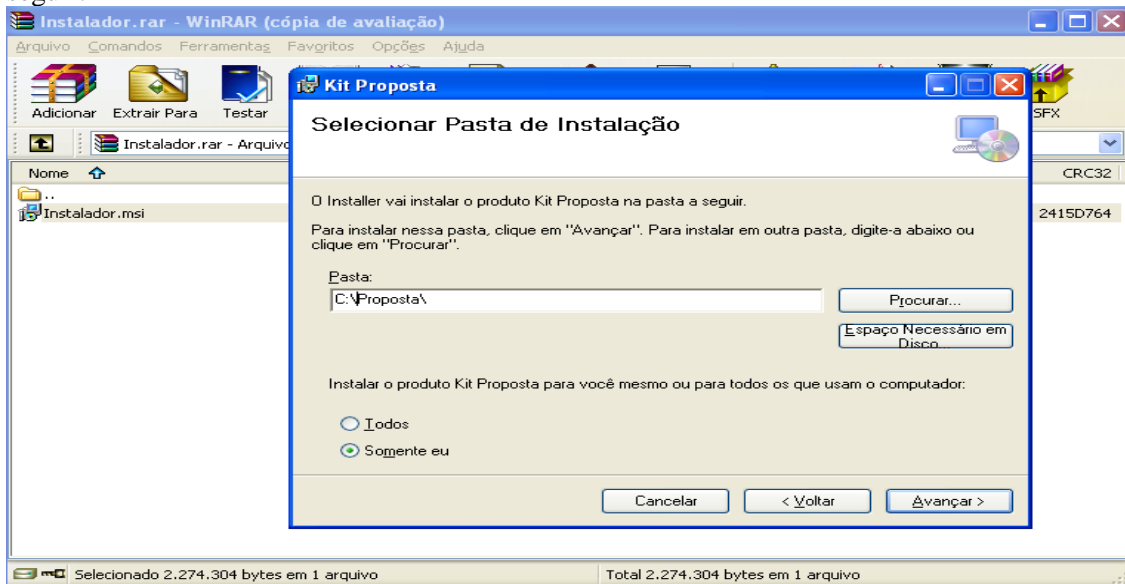 Instalador.rar - WinRAR (cópia de avaliação)
Arquivo Comandos Ferramentas Favoritos Opções Ajuda
Adicionar Extrair Para Testar SFX
Instalador.rar - Arquivo
Nome CRC32
..
Instalador.msi 2415D764
Kit Proposta
Selecionar Pasta de Instalação
O Installer vai instalar o produto Kit Proposta na pasta a seguir.
Para instalar nessa pasta, clique em "Avançar". Para instalar em outra pasta, digite-a abaixo ou
clique em "Procurar".
Pasta:
C:\Proposta\
Procurar...
Espaço Necessário em
Disco...
Instalar o produto Kit Proposta para você mesmo ou para todos os que usam o computador:
Todos
Somente eu
Cancelar < Voltar Avançar >
Selecionado 2.274.304 bytes em 1 arquivo Total 2.274.304 bytes em 1 arquivo